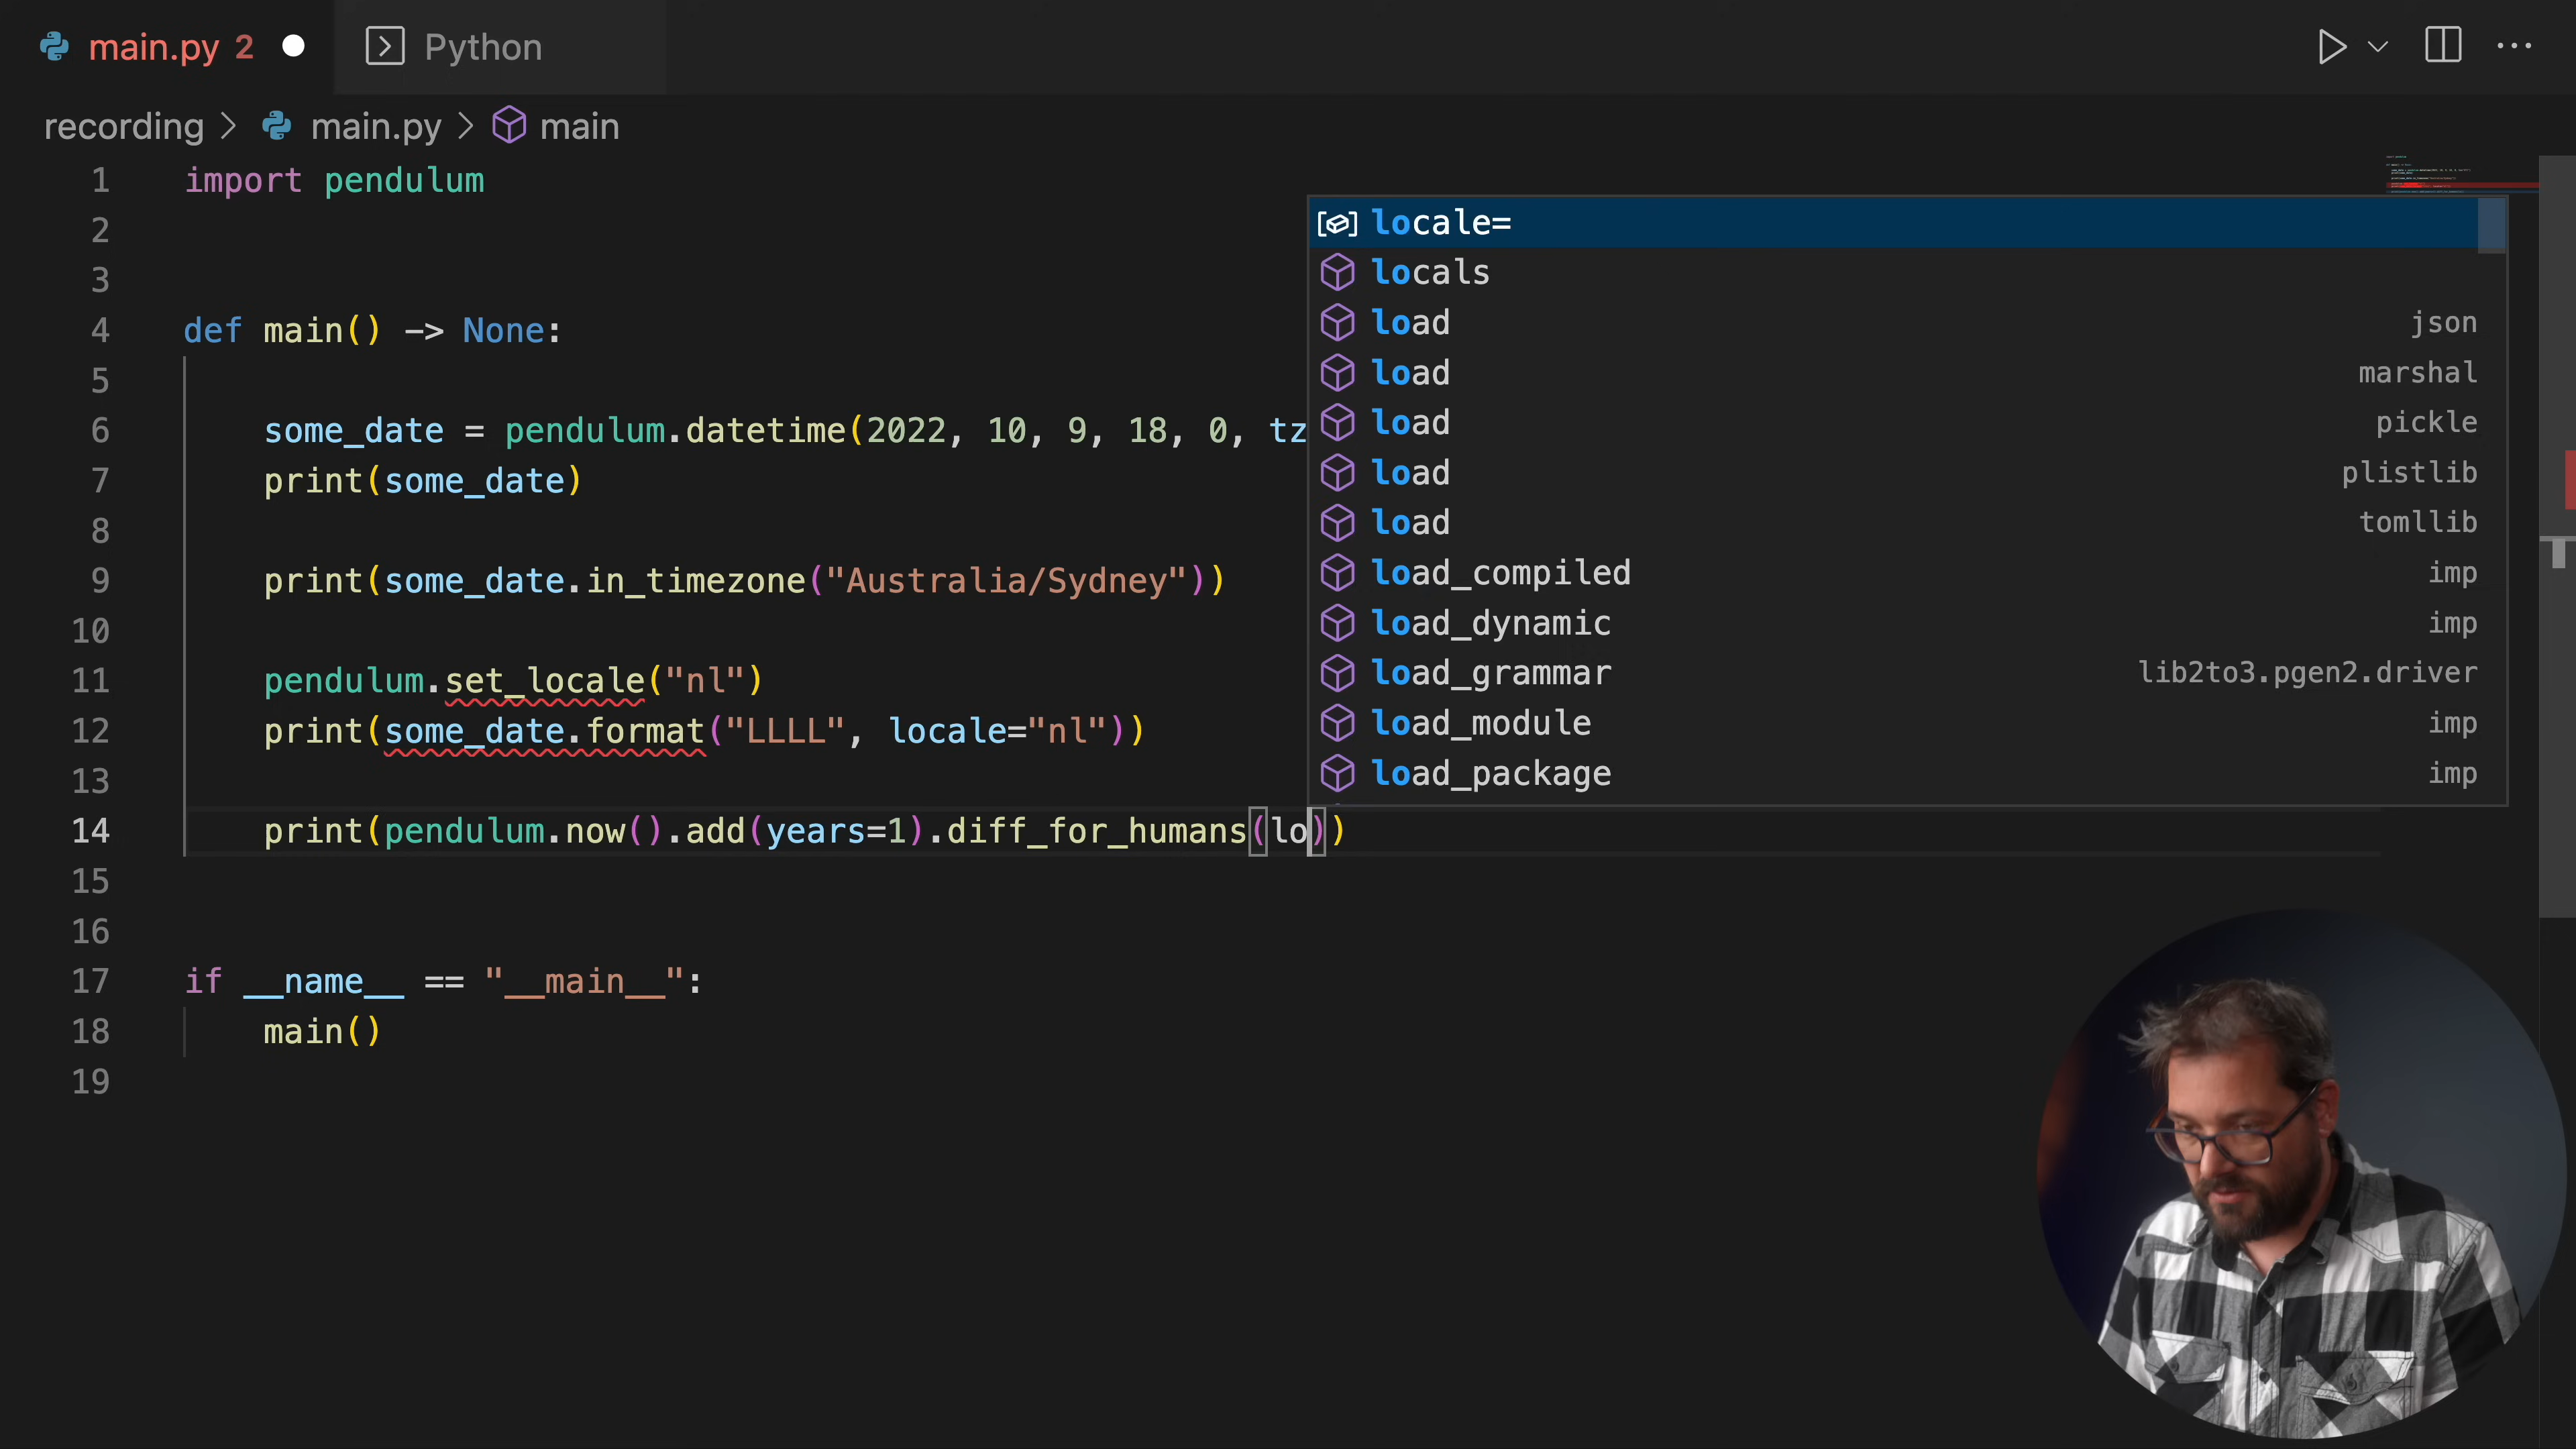 main.py 2
Python
recording > main.py > main
1 import pendulum
2
3
4 def main() -> None:
5
6 some_date = pendulum.datetime(2022, 10, 9, 18, 0, tz
7 print(some_date)
8
9 print(some_date.in_timezone("Australia/Sydney"))
10
11 pendulum.set_locale("nl")
12 print(some_date.format("LLLL", locale="nl"))
13
14 print(pendulum.now().add(years=1).diff_for_humans(lo))
15
16
17 if __name__ == "__main__":
18 main()
19
locale=
locals
load json
load marshal
load pickle
load plistlib
load tomllib
load_compiled imp
load_dynamic imp
load_grammar lib2to3.pgen2.driver
load_module imp
load_package imp